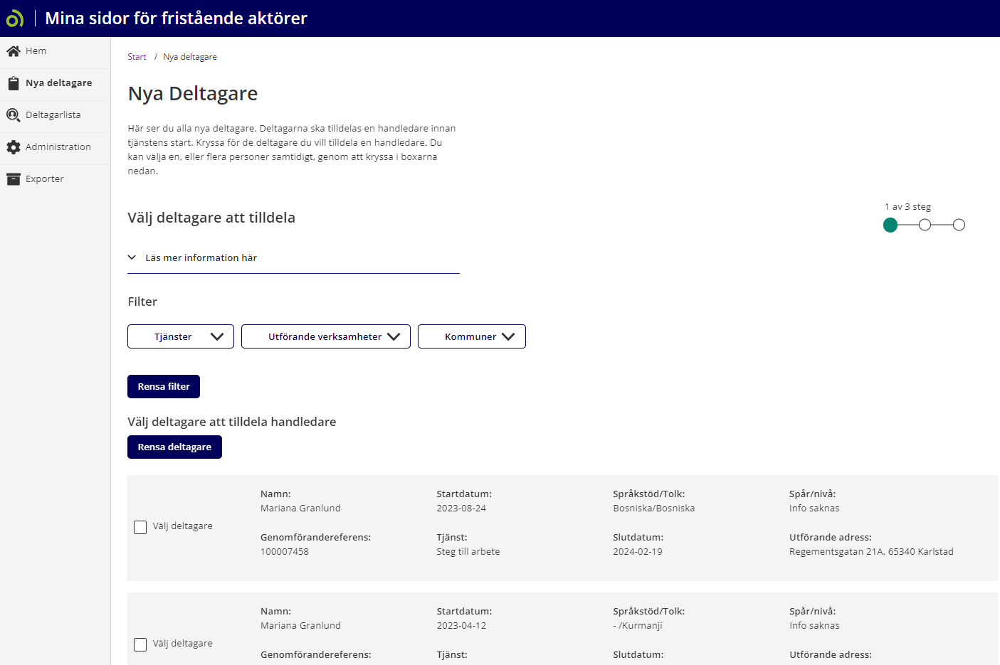 Mina sidor för fristående aktörer
Hem
Nya deltagare
Deltagarlista
Administration
Exporter
Start / Nya deltagare
Nya Deltagare
Här ser du alla nya deltagare. Deltagarna ska tilldelas en handledare innan
tjänstens start. Kryssa för de deltagare du vill tilldela en handledare. Du
kan välja en, eller flera personer samtidigt, genom att kryssa i boxarna
nedan.
Välj deltagare att tilldela
1 av 3 steg
Läs mer information här
Filter
Tjänster
Utförande verksamheter
Kommuner
Rensa filter
Välj deltagare att tilldela handledare
Rensa deltagare
Välj deltagare
Namn:
Mariana Granlund
Startdatum:
2023-08-24
Språkstöd/Tolk:
Bosniska/Bosniska
Spår/nivå:
Info saknas
Genomförandereferens:
100007458
Tjänst:
Steg till arbete
Slutdatum:
2024-02-19
Utförande adress:
Regementsgatan 21A, 65340 Karlstad
Välj deltagare
Namn:
Mariana Granlund
Startdatum:
2023-04-12
Språkstöd/Tolk:
- /Kurmanji
Spår/nivå:
Info saknas
Genomförandereferens:
Tjänst:
Slutdatum:
Utförande adress: